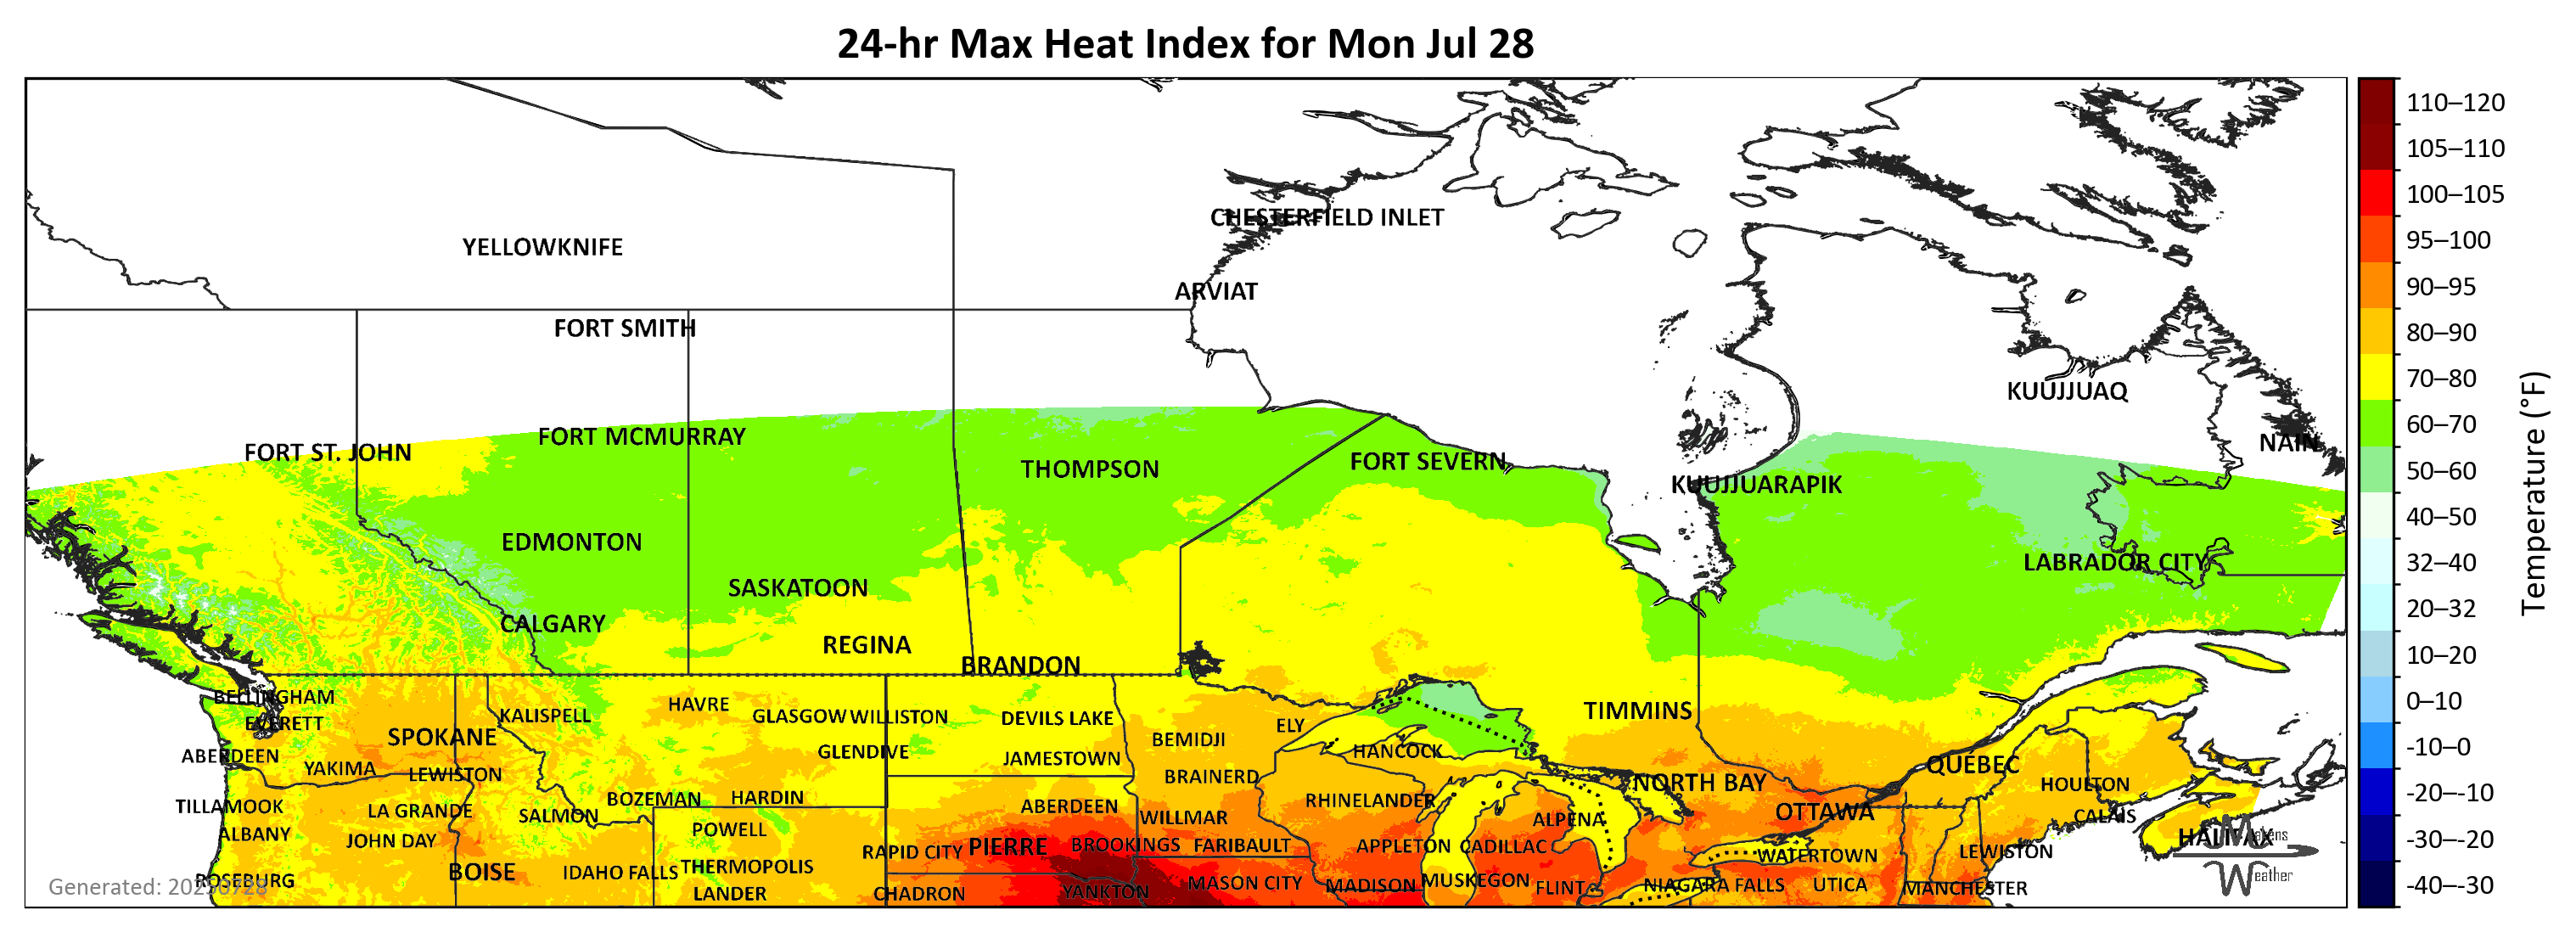 24-hr Max Heat Index for Mon Jul 28
CHESTERFIELD INLET
YELLOWKNIFE
ARVIAT
FORT SMITH
KUUJJUAQ
FORT MCMURRAY
NAIN
FORT ST. JOHN
FORT SEVERN
THOMPSON
KUUJJUARAPIK
EDMONTON
LABRADOR CITY
SASKATOON
CALGARY
REGINA
BRANDON
BELLINGHAM
HAVRE
TIMMINS
KALISPELL
GLASGOW
WILLISTON
DEVILS LAKE
EVERETT
ELY
SPOKANE
BEMIDJI
ABERDEEN
GLENDIVE
JAMESTOWN
HANCOCK
QUÉBEC
YAKIMA
LEWISTON
BRAINERD
NORTH BAY
HOULTON
BOZEMAN
HARDIN
RHINELANDER
TILLAMOOK
LA GRANDE
SALMON
ABERDEEN
WILLMAR
ALPENA
OTTAWA
CALAIS
ALBANY
JOHN DAY
POWELL
HALIFAX
RAPID CITY
PIERRE
BROOKINGS
FARIBAULT
APPLETON
CADILLAC
WATERTOWN
LEWISTON
BOISE
IDAHO FALLS
THERMOPOLIS
ROSEBURG
LANDER
CHADRON
YANKTON
MASON CITY
MADISON
MUSKEGON
FLINT
NIAGARA FALLS
UTICA
MANCHESTER
Generated: 20250728
Makens
Weather
110–120
105–110
100–105
95–100
90–95
80–90
70–80
60–70
50–60
40–50
32–40
20–32
10–20
0–10
-10–0
-20–-10
-30–-20
-40–-30
Temperature (°F)